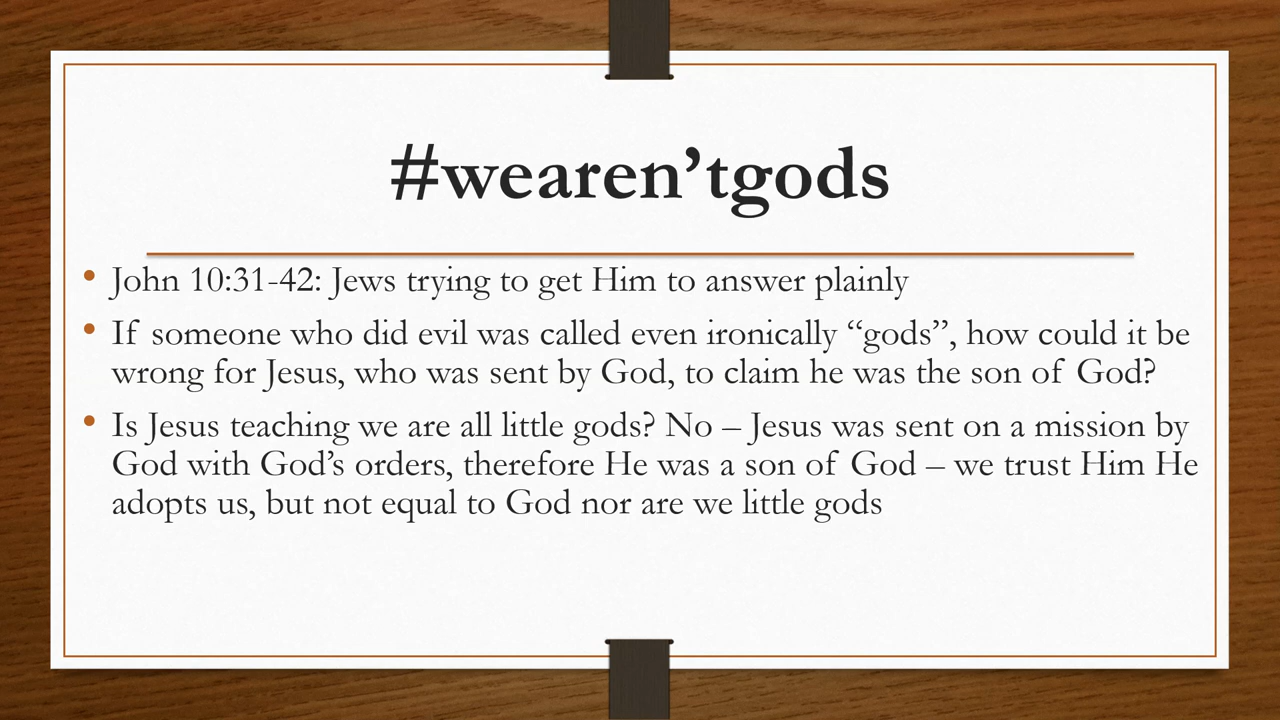 #wearen’tgods
• John 10:31-42: Jews trying to get Him to answer plainly
• If someone who did evil was called even ironically “gods”, how could it be
wrong for Jesus, who was sent by God, to claim he was the son of God?
• Is Jesus teaching we are all little gods? No – Jesus was sent on a mission by
God with God’s orders, therefore He was a son of God – we trust Him He
adopts us, but not equal to God nor are we little gods